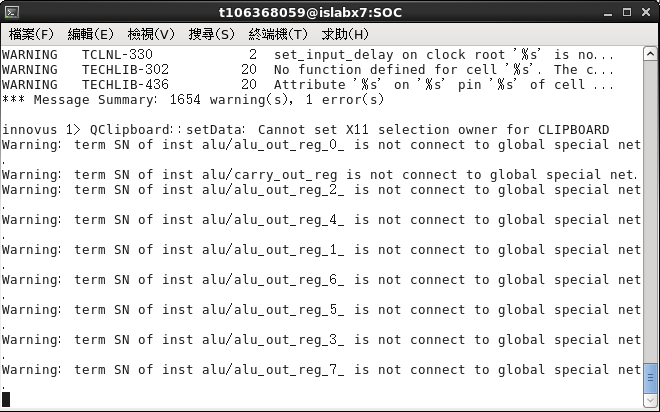 t106368059@islabx7:SOC
檔案(F) 編輯(E) 檢視(V) 搜尋(S) 終端機(T) 求助(H)
WARNING TCLNL-330 2 set_input_delay on clock root '%s' is no...
WARNING TECHLIB-302 20 No function defined for cell '%s'. The c...
WARNING TECHLIB-436 20 Attribute '%s' on '%s' pin '%s' of cell ...
*** Message Summary: 1654 warning(s), 1 error(s)
innovus 1> QClipboard::setData: Cannot set X11 selection owner for CLIPBOARD
Warning: term SN of inst alu/alu_out_reg_0_ is not connect to global special net
.
Warning: term SN of inst alu/carry_out_reg is not connect to global special net.
Warning: term SN of inst alu/alu_out_reg_2_ is not connect to global special net
.
Warning: term SN of inst alu/alu_out_reg_4_ is not connect to global special net
.
Warning: term SN of inst alu/alu_out_reg_1_ is not connect to global special net
.
Warning: term SN of inst alu/alu_out_reg_6_ is not connect to global special net
.
Warning: term SN of inst alu/alu_out_reg_5_ is not connect to global special net
.
Warning: term SN of inst alu/alu_out_reg_3_ is not connect to global special net
.
Warning: term SN of inst alu/alu_out_reg_7_ is not connect to global special net
.